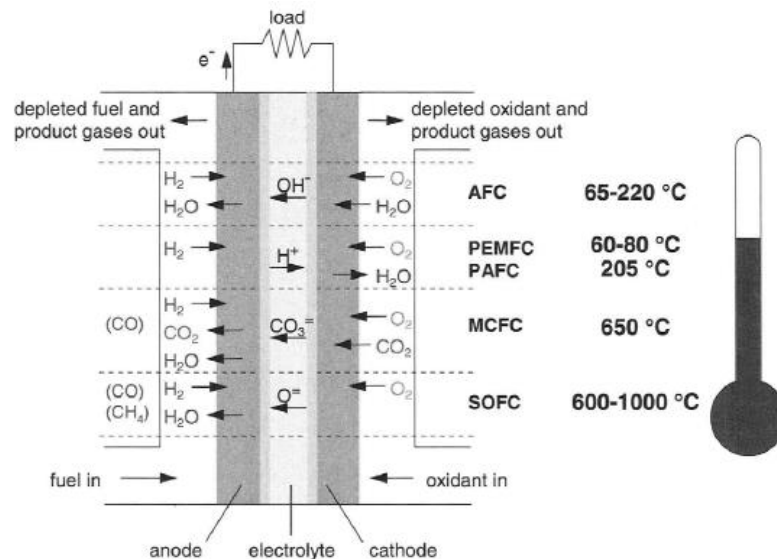 load
e⁻
depleted fuel and
product gases out
depleted oxidant and
product gases out
H₂
H₂O
OH⁻
O₂
H₂O
AFC
65-220 °C
H₂
H⁺
O₂
H₂O
PEMFC
60-80 °C
PAFC
205 °C
(CO)
H₂
CO₂
H₂O
CO₃⁼
O₂
CO₂
MCFC
650 °C
(CO)
(CH₄)
H₂
H₂O
O⁼
O₂
SOFC
600-1000 °C
fuel in
oxidant in
anode
electrolyte
cathode